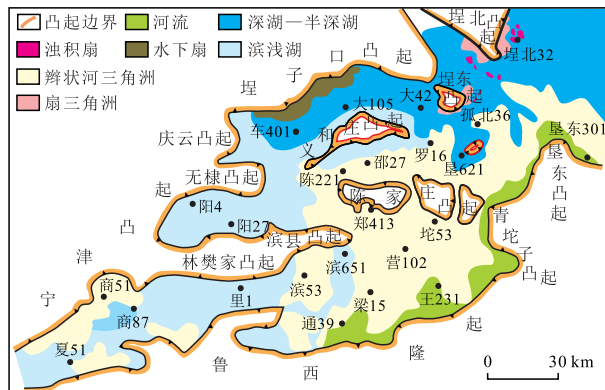 凸起边界 河流 深湖—半深湖
浊积扇 水下扇 滨浅湖
辫状河三角洲
扇三角洲
埕北凸起
埕北32
埕子口凸起
埕东凸起
大105
大42
孤北36
车401
义和庄凸起
庆云凸起
罗16
垦东301
垦东凸起
邵27
垦621
陈221
无棣凸起
陈家庄凸起
阳4
阳27
郑413
坨53
青坨子凸起
滨县凸起
林樊家凸起
滨651
营102
宁津凸起
商51
里1
滨53
梁15
王231
商87
通39
夏51
鲁西隆起
0 30 km